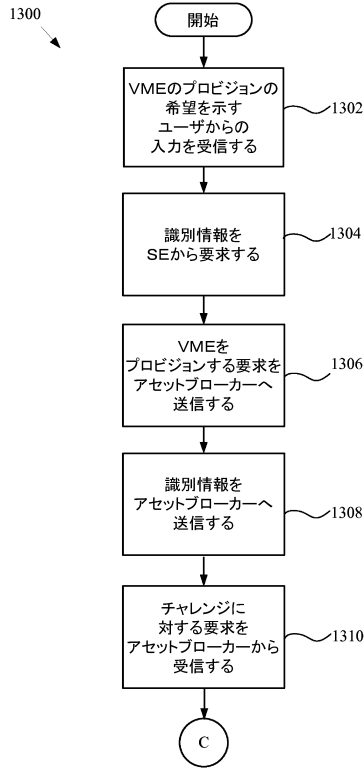 1300
開始
VMEのプロビジョンの
希望を示す
ユーザからの
入力を受信する
1302
識別情報を
SEから要求する
1304
VMEを
プロビジョンする要求を
アセットブローカーへ
送信する
1306
識別情報を
アセットブローカーへ
送信する
1308
チャレンジに
対する要求を
アセットブローカーから
受信する
1310
C